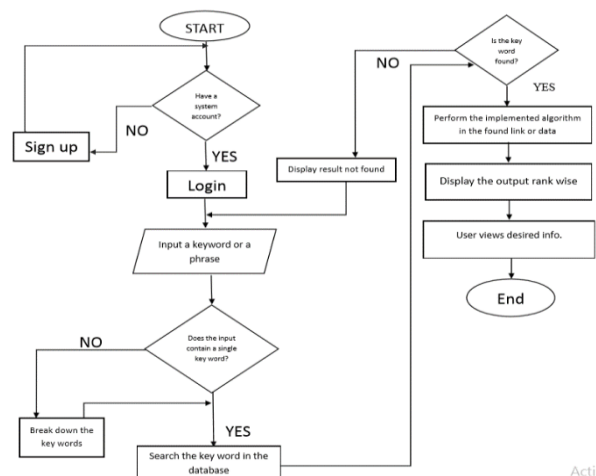 START
Have a
system
account?
NO
Sign up
YES
Login
Input a keyword or a
phrase
Does the input
contain a single
key word?
NO
Break down the
key words
YES
Search the key word in the
database
Is the key
word
found?
NO
Display result not found
YES
Perform the implemented algorithm
in the found link or data
Display the output rank wise
User views desired info.
End
Acti